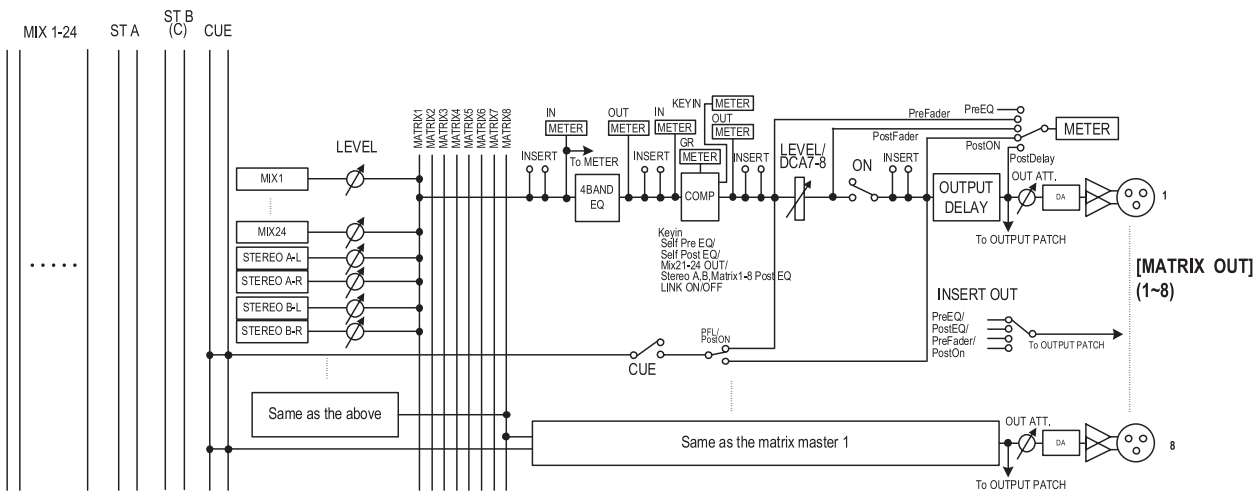 MIX 1-24
ST A
ST B
(C)
CUE
MATRIX1
MATRIX2
MATRIX3
MATRIX4
MATRIX5
MATRIX6
MATRIX7
MATRIX8
LEVEL
MIX1
MIX24
STEREO A-L
STEREO A-R
STEREO B-L
STEREO B-R
INSERT
IN
METER
To METER
4BAND
EQ
OUT
METER
INSERT
IN
METER
KEYIN
METER
OUT
METER
GR
METER
COMP
INSERT
Keyin
Self Pre EQ/
Self Post EQ/
Mix21-24 OUT/
Stereo A,B,Matrix1-8 Post EQ
LINK ON/OFF
LEVEL/
DCA7-8
ON
INSERT
PreFader
PostFader
PreEQ
PostON
PostDelay
METER
OUTPUT
DELAY
OUT ATT.
DA
1
To OUTPUT PATCH
[MATRIX OUT]
(1~8)
INSERT OUT
PreEQ/
PostEQ/
PreFader/
PostOn
To OUTPUT PATCH
PFL/
PostON
CUE
Same as the above
Same as the matrix master 1
OUT ATT.
DA
8
To OUTPUT PATCH